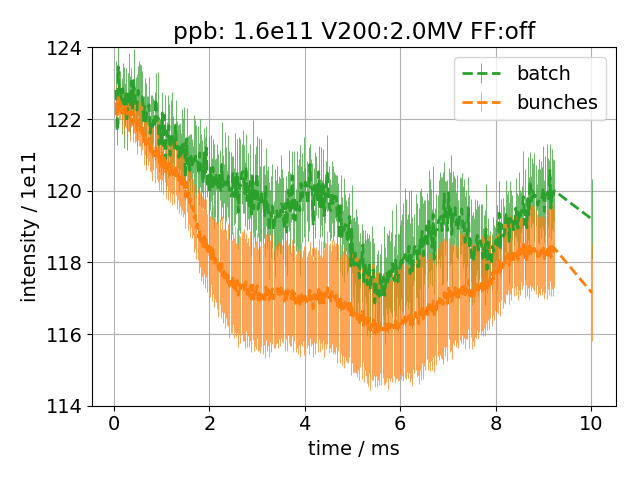 ppb: 1.6e11 V200:2.0MV FF:off
124
122
120
118
116
114
intensity / 1e11
batch
bunches
0 2 4 6 8 10
time / ms